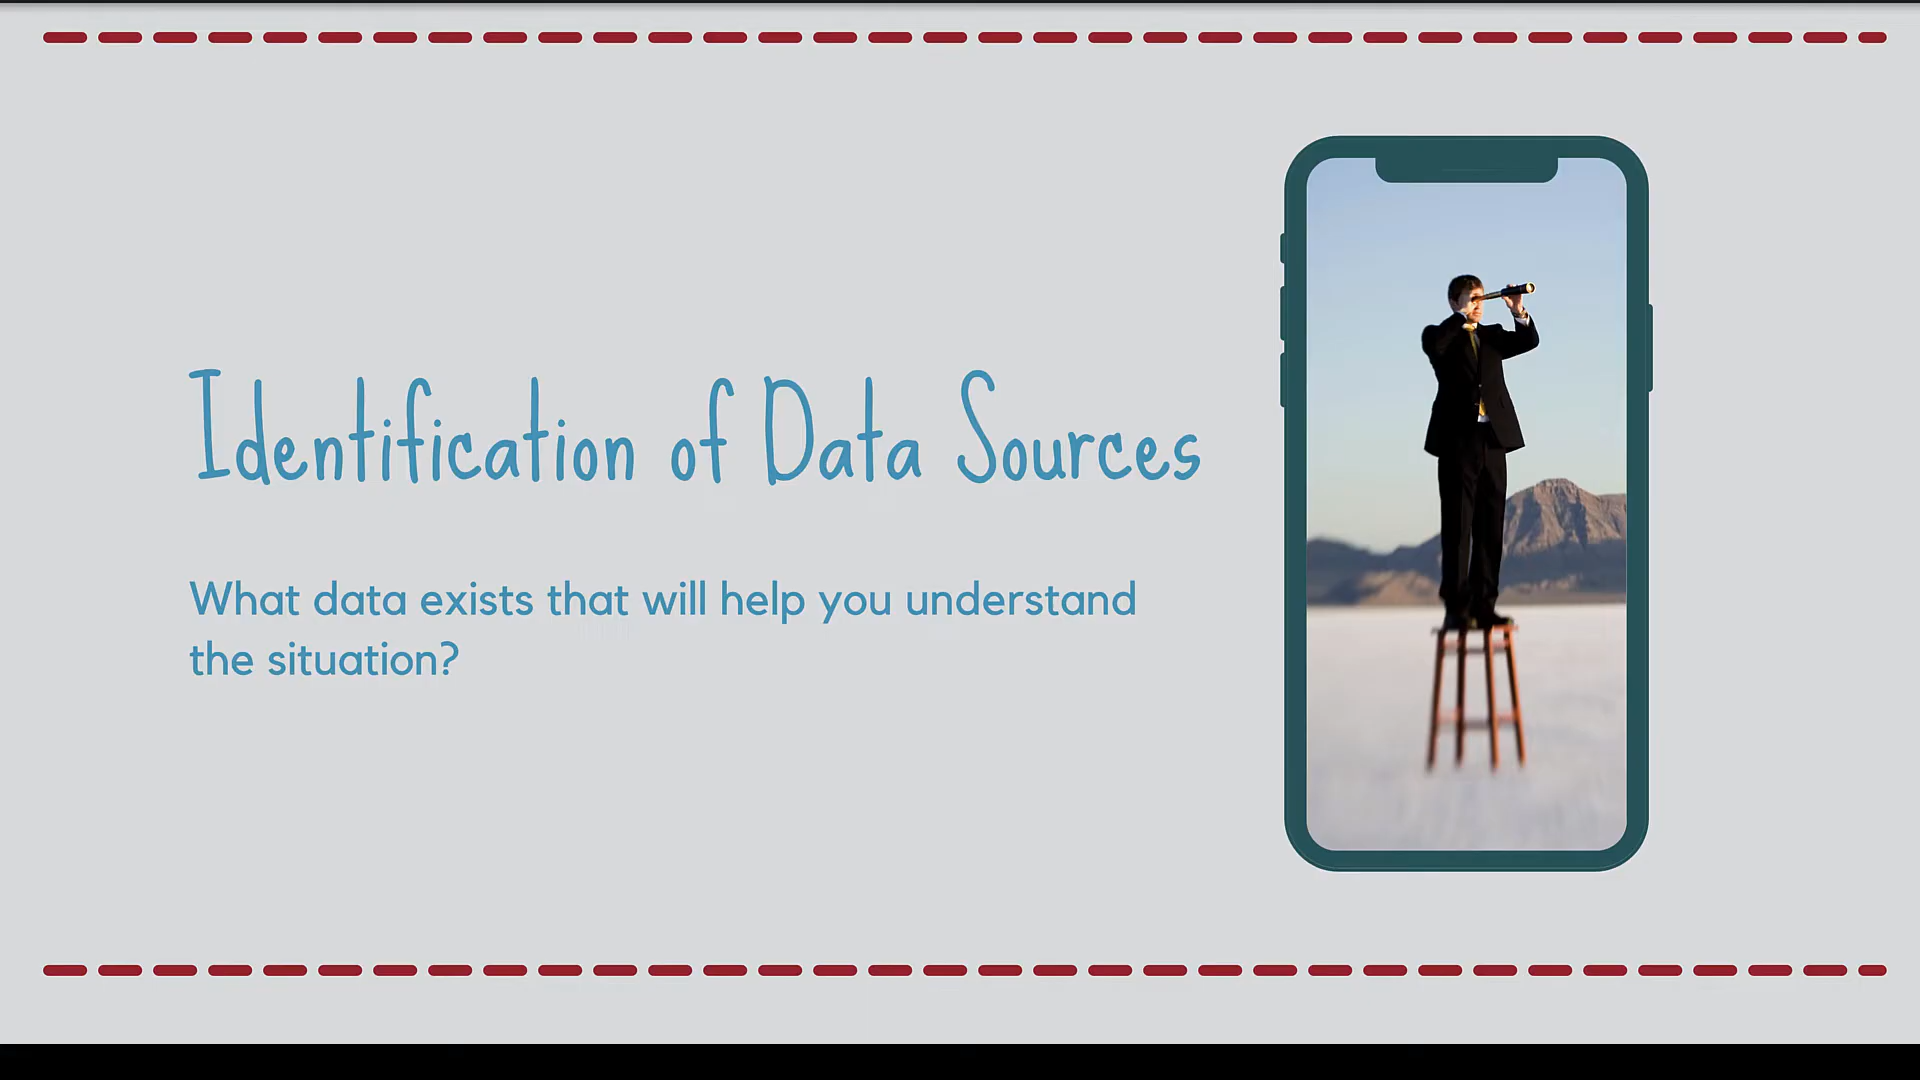 Identification of Data Sources
What data exists that will help you understand
the situation?